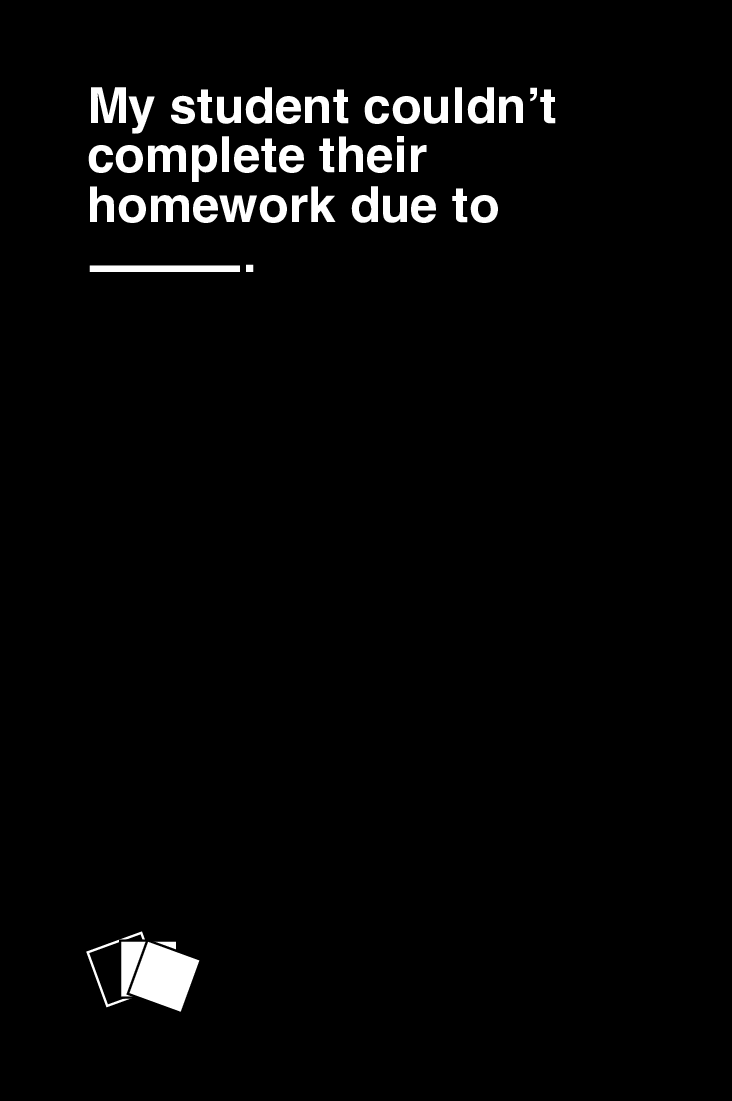 My student couldn’t
complete their
homework due to
_____.